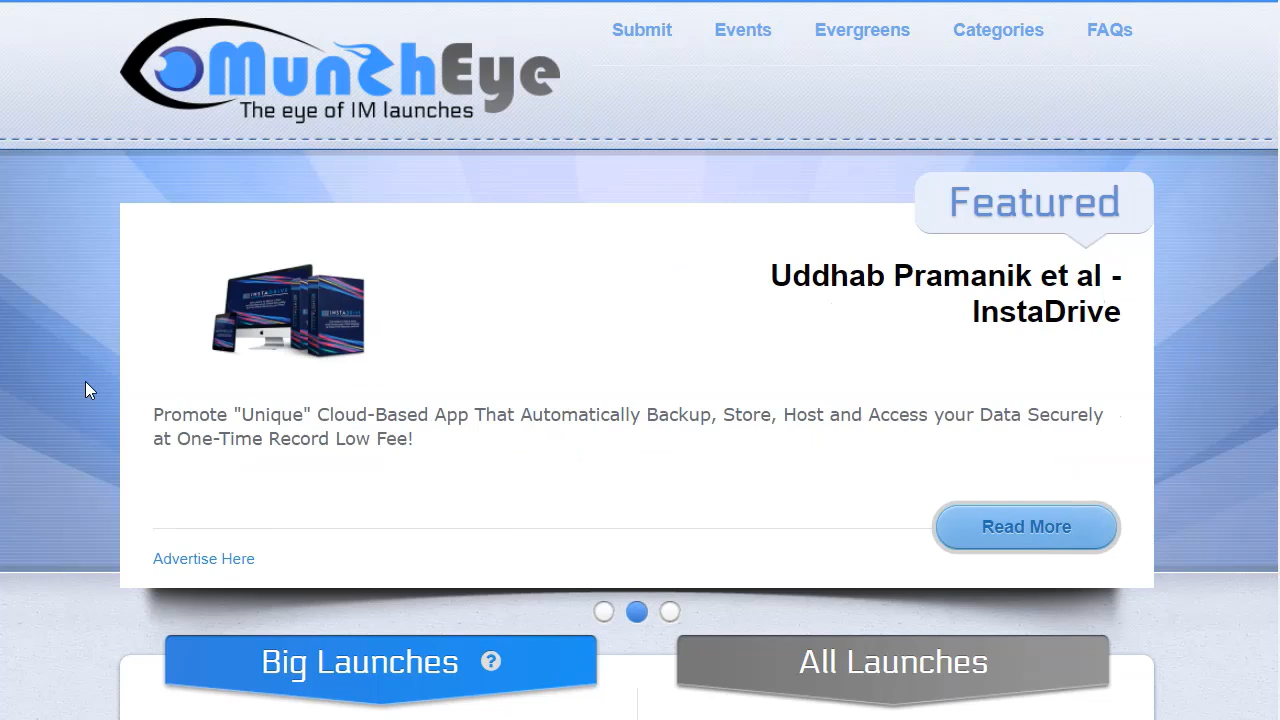 MunchEye
The eye of IM launches
Submit
Events
Evergreens
Categories
FAQs
Featured
Uddhab Pramanik et al -
InstaDrive
INSTADRIVE
INSTADRIVE
Promote "Unique" Cloud-Based App That Automatically Backup, Store, Host and Access your Data Securely
at One-Time Record Low Fee!
Read More
Advertise Here
Big Launches ?
All Launches